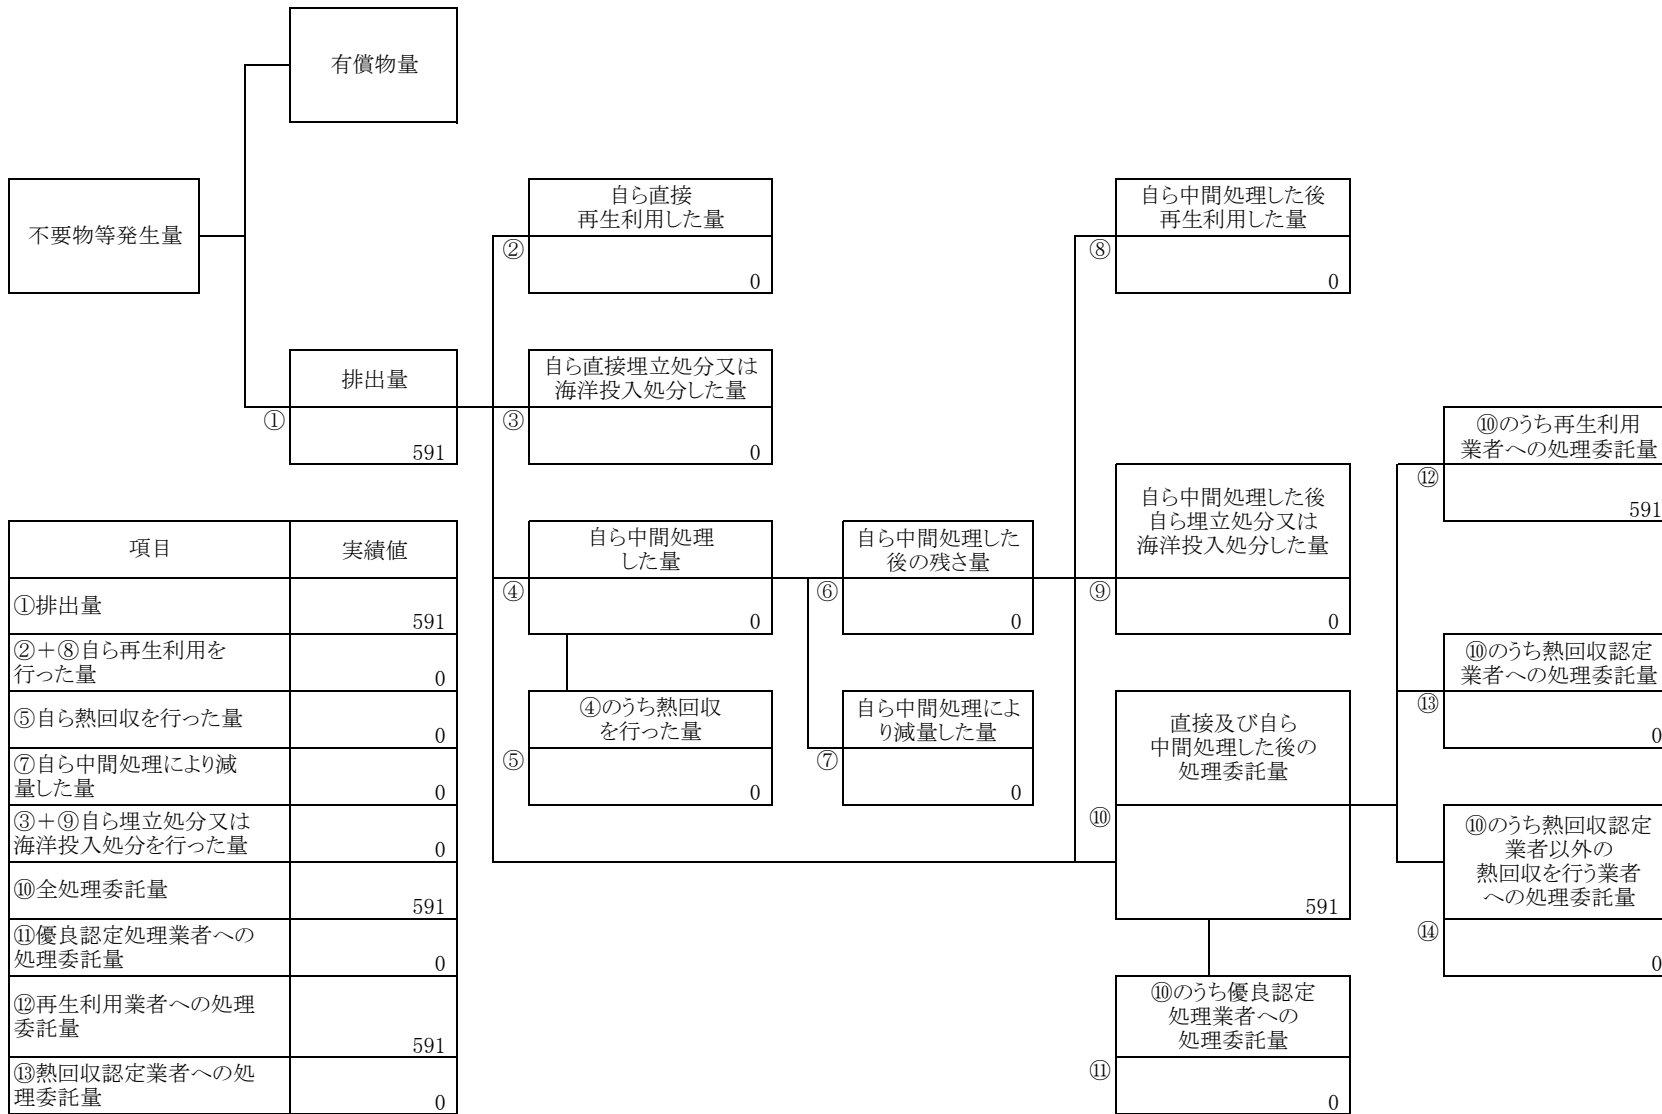 有償物量
不要物等発生量
自ら直接
再生利用した量
②
0
自ら中間処理した後
再生利用した量
⑧
0
排出量
①
591
自ら直接埋立処分又は
海洋投入処分した量
③
0
⑩のうち再生利用
業者への処理委託量
⑫
591
自ら中間処理
した量
④
0
自ら中間処理した
後の残さ量
⑥
0
自ら中間処理した後
自ら埋立処分又は
海洋投入処分した量
⑨
0
⑩のうち熱回収認定
業者への処理委託量
⑬
0
④のうち熱回収
を行った量
⑤
0
自ら中間処理によ
り減量した量
⑦
0
直接及び自ら
中間処理した後の
処理委託量
⑩
591
⑩のうち熱回収認定
業者以外の
熱回収を行う業者
への処理委託量
⑭
0
⑩のうち優良認定
処理業者への
処理委託量
⑪
0
項目 実績値
①排出量
591
②＋⑧自ら再生利用を
行った量
0
⑤自ら熱回収を行った量
0
⑦自ら中間処理により減
量した量
0
③＋⑨自ら埋立処分又は
海洋投入処分を行った量
0
⑩全処理委託量
591
⑪優良認定処理業者への
処理委託量
0
⑫再生利用業者への処理
委託量
591
⑬熱回収認定業者への処
理委託量
0